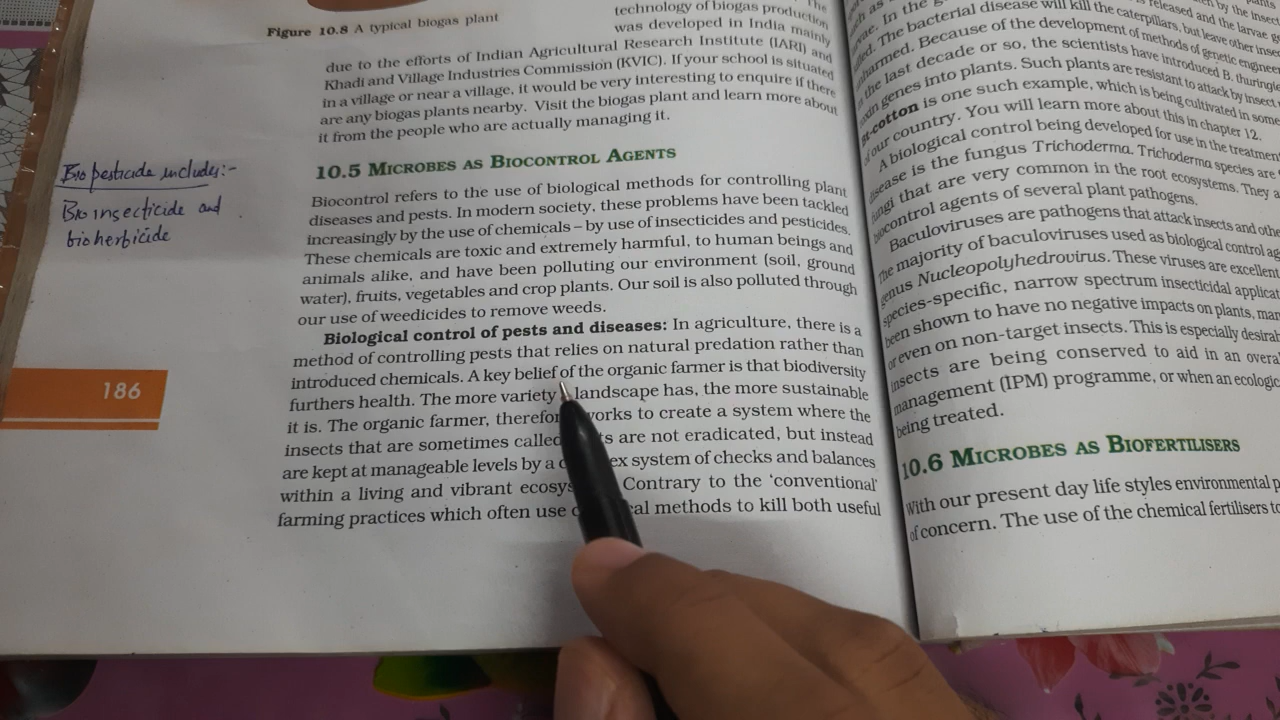 Figure 10.8 A typical biogas plant
technology of biogas production
was developed in India mainly
due to the efforts of Indian Agricultural Research Institute (IARI) and
Khadi and Village Industries Commission (KVIC). If your school is situated
in a village or near a village, it would be very interesting to enquire if there
are any biogas plants nearby. Visit the biogas plant and learn more about
it from the people who are actually managing it.
Biopesticide includes:-
Bio insecticide and
bioherbicide
10.5 MICROBES AS BIOCONTROL AGENTS
Biocontrol refers to the use of biological methods for controlling plant
diseases and pests. In modern society, these problems have been tackled
increasingly by the use of chemicals – by use of insecticides and pesticides.
These chemicals are toxic and extremely harmful, to human beings and
animals alike, and have been polluting our environment (soil, ground
water), fruits, vegetables and crop plants. Our soil is also polluted through
our use of weedicides to remove weeds.
Biological control of pests and diseases: In agriculture, there is a
method of controlling pests that relies on natural predation rather than
introduced chemicals. A key belief of the organic farmer is that biodiversity
furthers health. The more variety landscape has, the more sustainable
it is. The organic farmer, works to create a system where the
insects that are sometimes called are not eradicated, but instead
are kept at manageable levels by a system of checks and balances
within a living and vibrant Contrary to the 'conventional'
farming practices which often use methods to kill both useful
186
In the
The bacterial disease will kill the caterpillars, but leave other
Because of the development of methods of genetic
the last decade or so, the scientists have introduced B.
genes into plants. Such plants are resistant to attack by insect
is one such example, which is being cultivated in some
of our country. You will learn more about this in chapter 12.
A biological control being developed for use in the treatment
disease is the fungus Trichoderma. Trichoderma species are
fungi that are very common in the root ecosystems. They
biocontrol agents of several plant pathogens.
Baculoviruses are pathogens that attack insects and
The majority of baculoviruses used as biological control
genus Nucleopolyhedrovirus. These viruses are excellent
species-specific, narrow spectrum insecticidal
been shown to have no negative impacts on plants,
or even on non-target insects. This is especially
insects are being conserved to aid in an
management (IPM) programme, or when an
being treated.
10.6 MICROBES AS BIOFERTILISERS
With our present day life styles environmental
of concern. The use of the chemical fertilisers